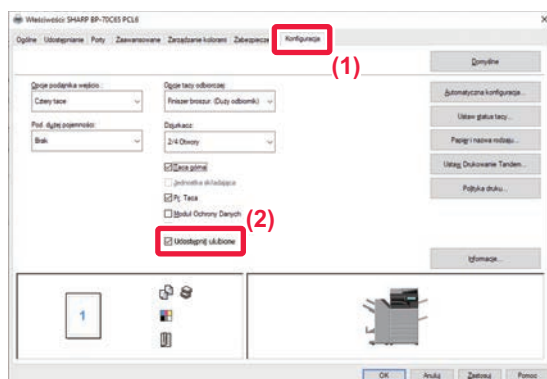 Właściwości: SHARP BP-70C65 PCL6
Ogólne Udostępnianie Porty Zaawansowane Zarządzanie kolorami Zabezpiecze Konfiguracja
(1)
Domyślne
Opcje podajnika wejścio.:
Cztery tace
Opcje tacy odbiorczej:
Finiszer broszur. (Duży odbiornik)
Automatyczna konfiguracja...
Ustaw status tacy...
Pod. dużej pojemności:
Brak
Dziurkacz:
2/4 Otwory
Papier i nazwa rodzaju...
Ustaw Drukowanie Tandem...
Taca górna
Jednostka składająca
Polityka druku...
Pr. Taca
Moduł Ochrony Danych
(2)
Udostępnij ulubione
Informacje...
1
OK Anuluj Zastosuj Pomoc